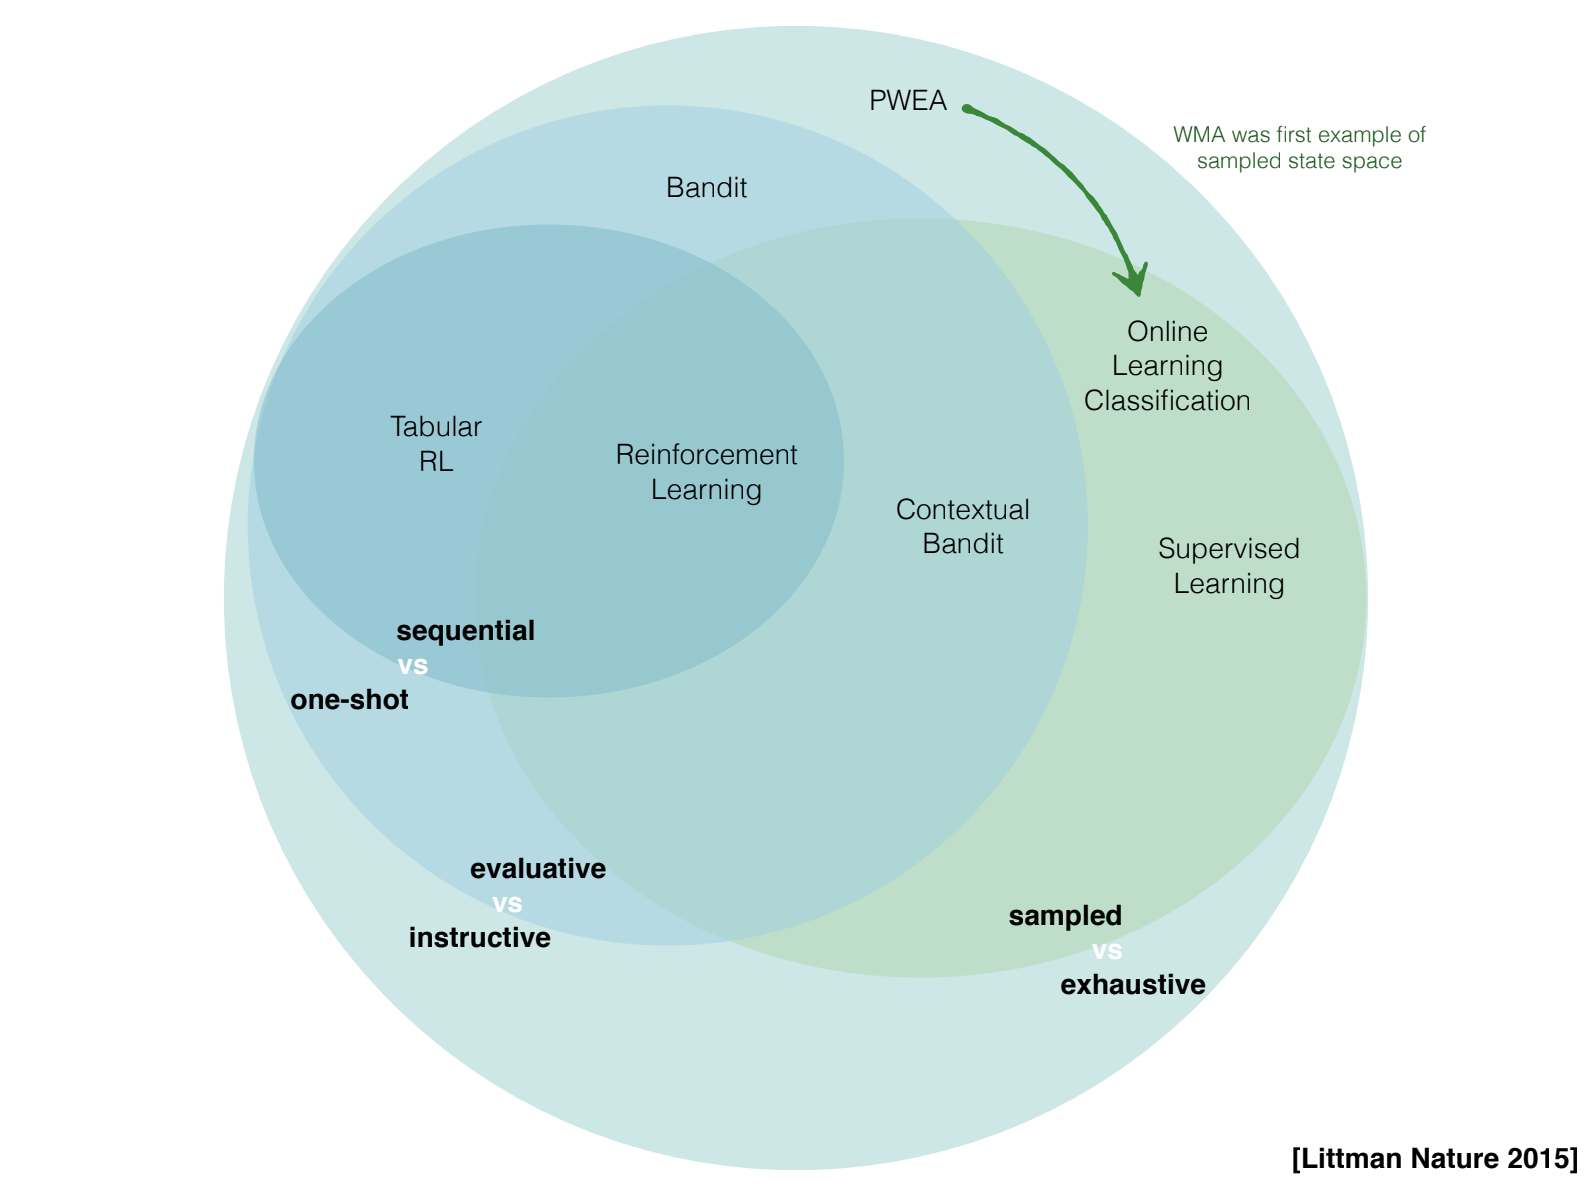 PWEA
WMA was first example of
sampled state space
Bandit
Online
Learning
Classification
Tabular
RL
Reinforcement
Learning
Contextual
Bandit
Supervised
Learning
sequential
vs
one-shot
evaluative
vs
instructive
sampled
vs
exhaustive
[Littman Nature 2015]